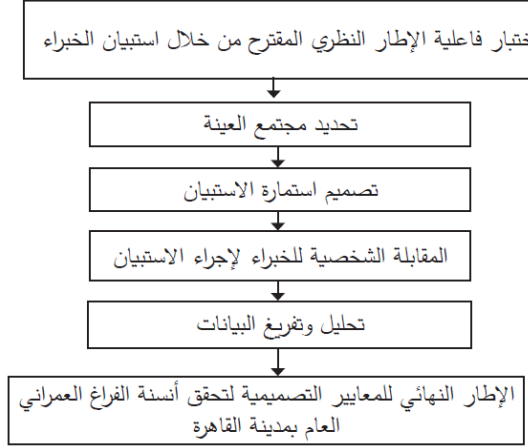 ختبار فاعلية الإطار النظري المقترح من خلال استبيان الخبراء
تحديد مجتمع العينة
تصميم استمارة الاستبيان
المقابلة الشخصية للخبراء لإجراء الاستبيان
تحليل وتفريغ البيانات
الإطار النهائي للمعايير التصميمية لتحقق أنسنة الفراغ العمراني
العام بمدينة القاهرة